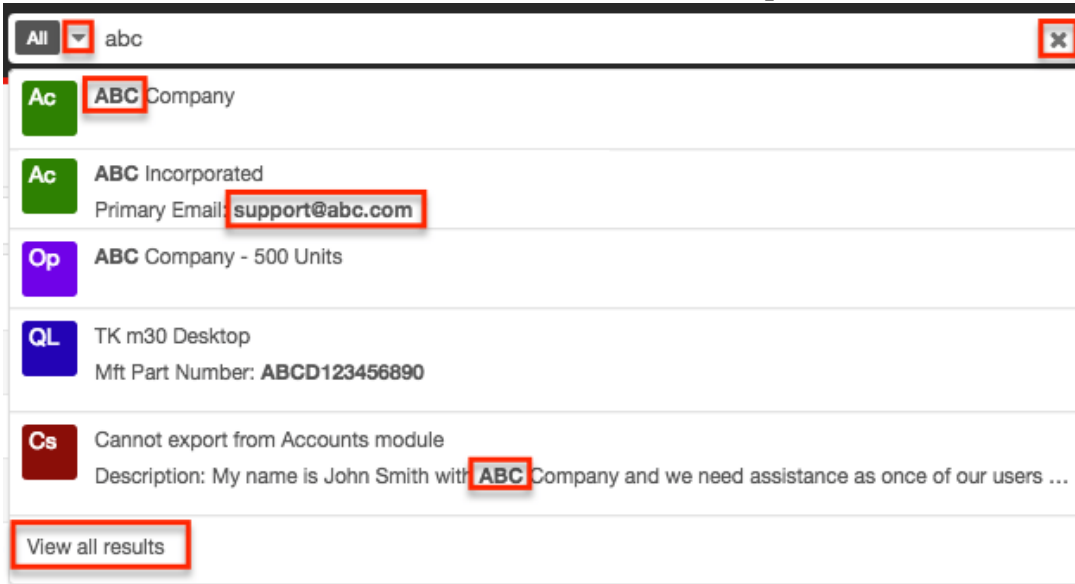 All abc
Ac ABC Company
Ac ABC Incorporated
Primary Email: support@abc.com
Op ABC Company - 500 Units
QL TK m30 Desktop
Mft Part Number: ABCD123456890
Cs Cannot export from Accounts module
Description: My name is John Smith with ABC Company and we need assistance as once of our users ...
View all results